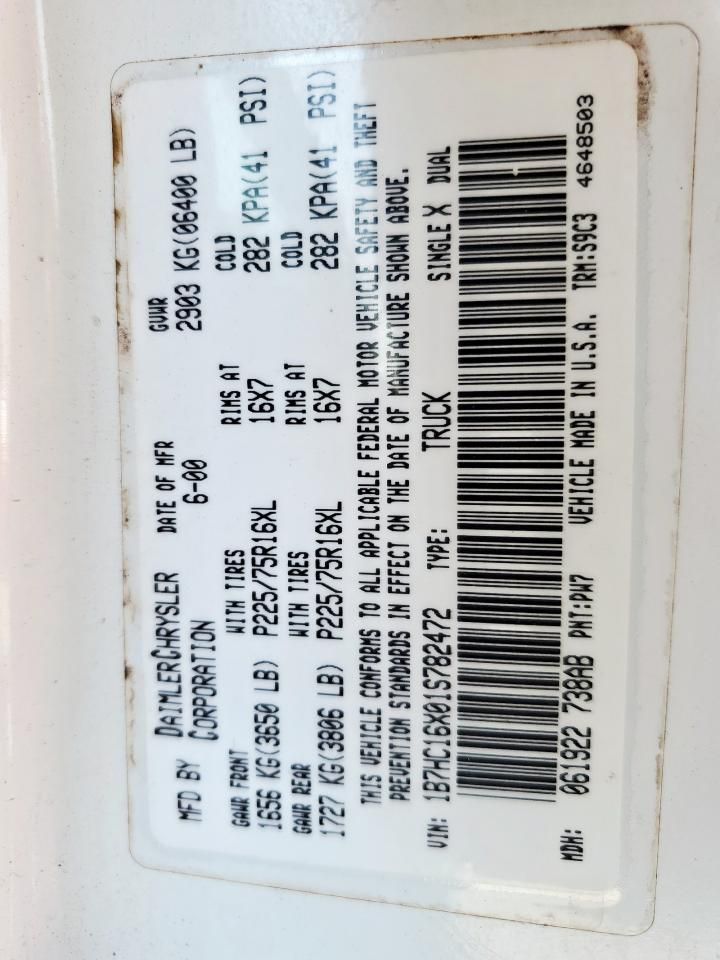 MFD BY DAIMLERCHRYSLER CORPORATION DATE OF MFR 6-00 GVWR 2903 KG(06400 LB)
GAWR FRONT WITH TIRES RIMS AT COLD
1656 KG(3650 LB) P225/75R16XL 16X7 282 KPA(41 PSI)
GAWR REAR WITH TIRES RIMS AT COLD
1727 KG(3806 LB) P225/75R16XL 16X7 282 KPA(41 PSI)
THIS VEHICLE CONFORMS TO ALL APPLICABLE FEDERAL MOTOR VEHICLE SAFETY AND THEFT
PREVENTION STANDARDS IN EFFECT ON THE DATE OF MANUFACTURE SHOWN ABOVE.
VIN: 1B7HC16X01S782472 TYPE: TRUCK SINGLE X DUAL
MDH: 061922 738AB PNT:PW7 VEHICLE MADE IN U.S.A. TRM:S9C3 4648503